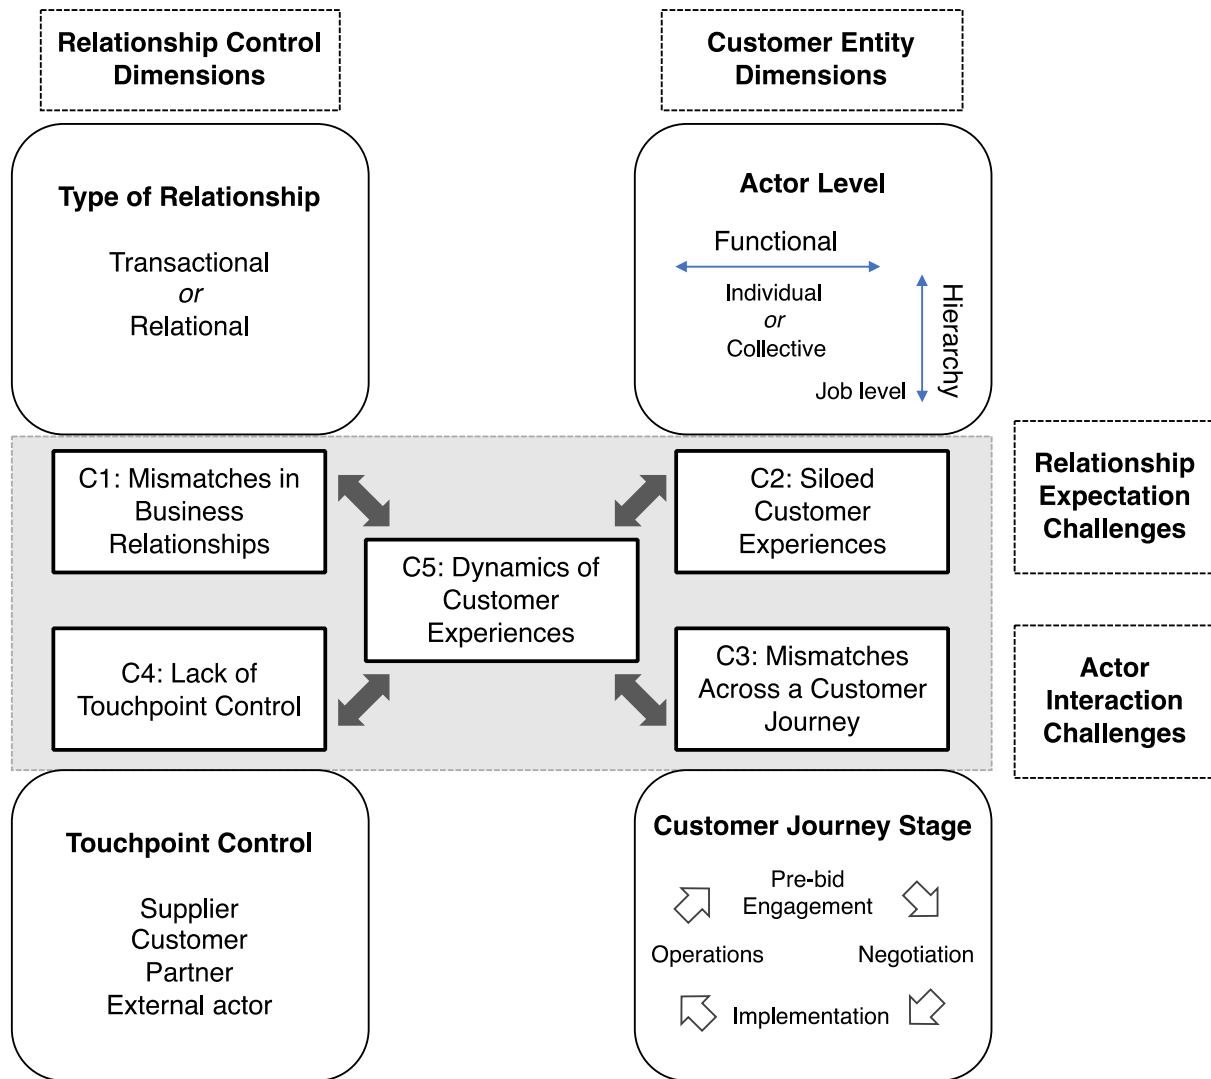 Relationship Control
Dimensions
Customer Entity
Dimensions
Type of Relationship
Transactional
or
Relational
Actor Level
Functional
Individual
or
Collective
Job level
Hierarchy
C1: Mismatches in
Business
Relationships
C2: Siloed
Customer
Experiences
Relationship
Expectation
Challenges
C5: Dynamics of
Customer
Experiences
C4: Lack of
Touchpoint Control
C3: Mismatches
Across a Customer
Journey
Actor
Interaction
Challenges
Touchpoint Control
Supplier
Customer
Partner
External actor
Customer Journey Stage
Pre-bid
Engagement
Operations
Negotiation
Implementation